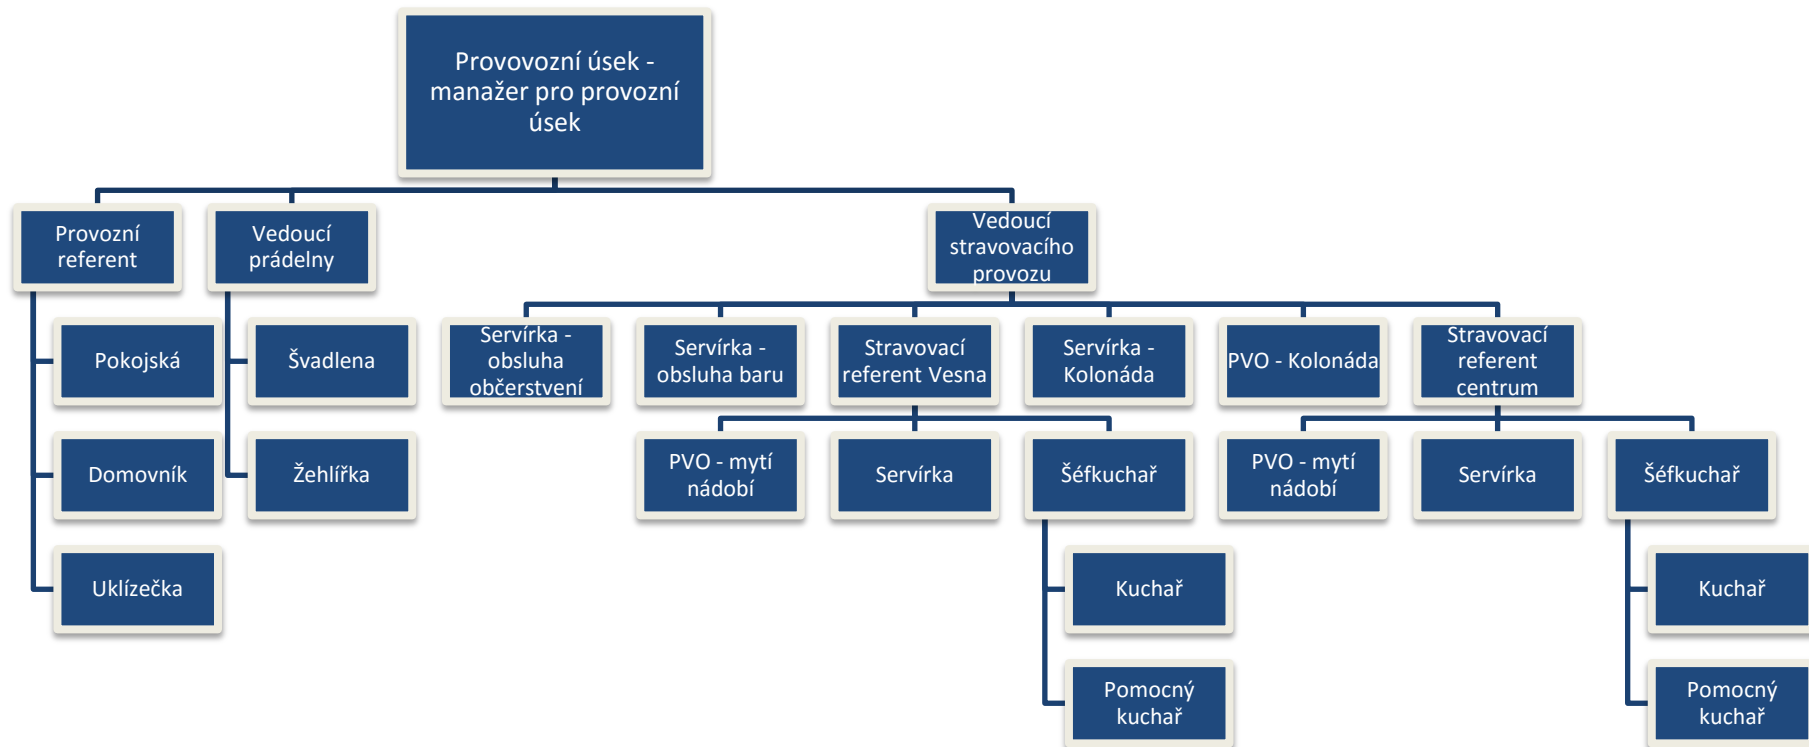 Provovozní úsek -
manažer pro provozní
úsek
Provozní
referent
Vedoucí
prádelny
Vedoucí
stravovacího
provozu
Pokojská
Švadlena
Servírka -
obsluha
občerstvení
Servírka -
obsluha baru
Stravovací
referent Vesna
Servírka -
Kolonáda
PVO - Kolonáda
Stravovací
referent
centrum
Domovník
Žehlířka
PVO - mytí
nádobí
Servírka
Šéfkuchař
PVO - mytí
nádobí
Servírka
Šéfkuchař
Uklízečka
Kuchař
Kuchař
Pomocný
kuchař
Pomocný
kuchař